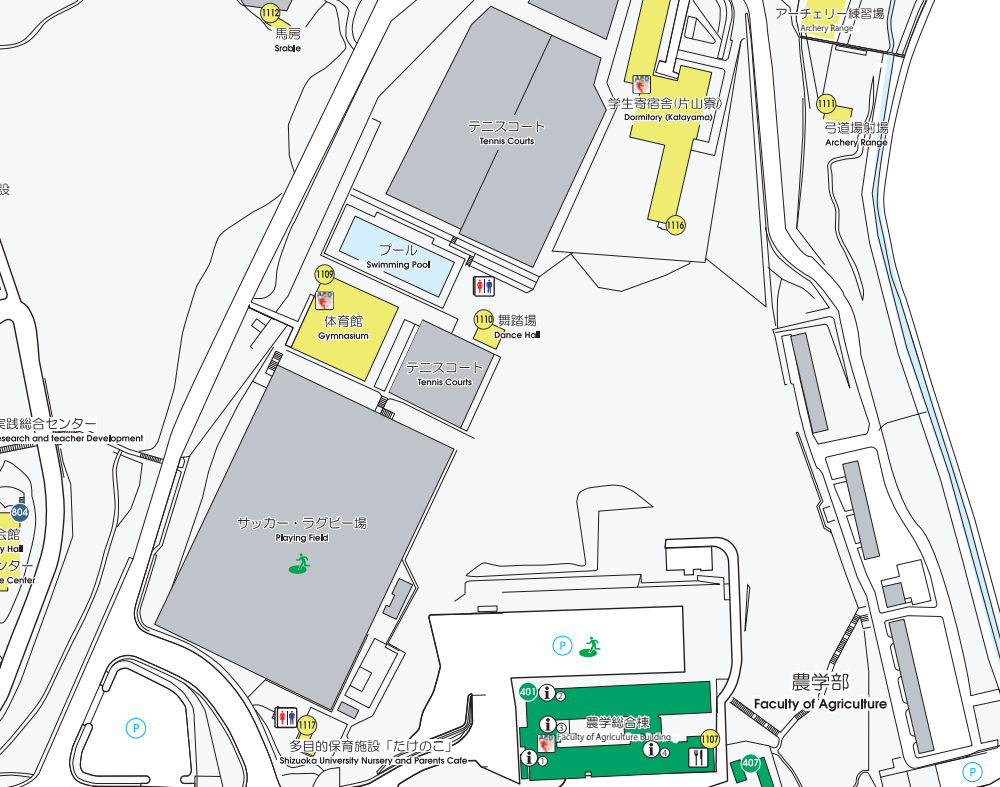 1112
馬房
Srable
アーチェリー練習場
Archery Range
テニスコート
Tennis Courts
AED
学生寄宿舎(片山寮)
Dormitory (Katayama)
1111
弓道場射場
Archery Range
設
1116
プール
Swimming Pool
1109
AED
体育館
Gymnasium
1110
舞踏場
Dance Hall
テニスコート
Tennis Courts
実践総合センター
esearch and teacher Development
804
会館
y Hall
ンター
e Center
サッカー・ラグビー場
Playing Field
P
401
i 2
農学部
Faculty of Agriculture
i 3
農学総合棟
Faculty of Agriculture Building
AED
1107
i 4
i 1
407
P
P
1117
多目的保育施設「たけのこ」
Shizuoka University Nursery and Parents Cafe